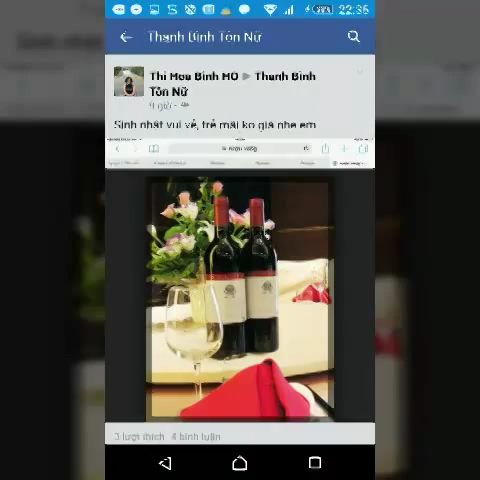 22:36
Thanh Bình Tôn Nữ
Thi Hoa Binh HO ▶ Thanh Bình
Tôn Nữ
9 giờ
Sinh nhật vui vẻ, trẻ mãi ko già nhe em
3 lượt thích 4 bình luận